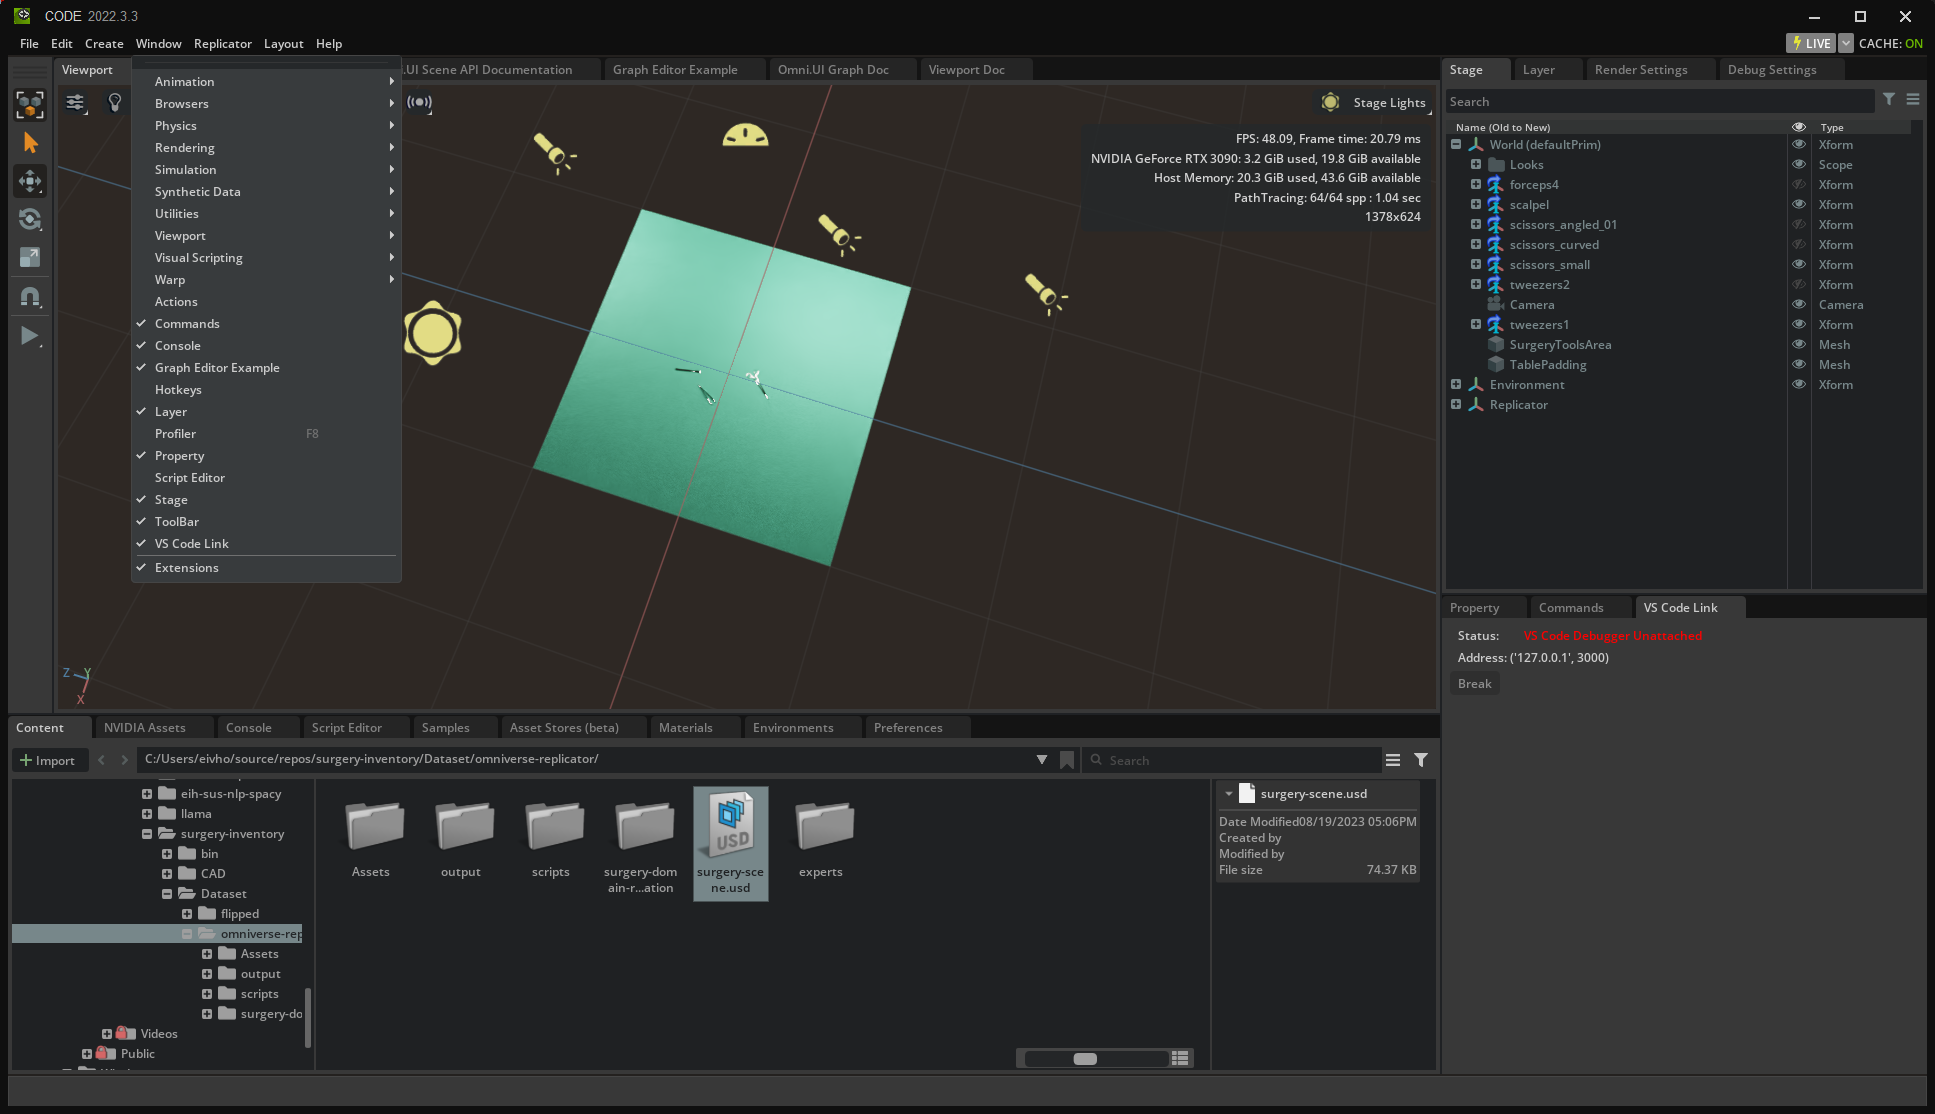 CODE 2022.3.3
File Edit Create Window Replicator Layout Help
LIVE CACHE: ON
Viewport
.UI Scene API Documentation
Graph Editor Example
Omni.UI Graph Doc
Viewport Doc
Animation
Browsers
Physics
Rendering
Simulation
Synthetic Data
Utilities
Viewport
Visual Scripting
Warp
Actions
Commands
Console
Graph Editor Example
Hotkeys
Layer
Profiler F8
Property
Script Editor
Stage
ToolBar
VS Code Link
Extensions
Stage Lights
FPS: 48.09, Frame time: 20.79 ms
NVIDIA GeForce RTX 3090: 3.2 GiB used, 19.8 GiB available
Host Memory: 20.3 GiB used, 43.6 GiB available
PathTracing: 64/64 spp : 1.04 sec
1378x624
Z Y
X
Stage Layer Render Settings Debug Settings
Search
Name (Old to New) Type
World (defaultPrim) Xform
Looks Scope
forceps4 Xform
scalpel Xform
scissors_angled_01 Xform
scissors_curved Xform
scissors_small Xform
tweezers2 Xform
Camera Camera
tweezers1 Xform
SurgeryToolsArea Mesh
TablePadding Mesh
Environment Xform
Replicator
Property Commands VS Code Link
Status: VS Code Debugger Unattached
Address: ('127.0.0.1', 3000)
Break
Content NVIDIA Assets Console Script Editor Samples Asset Stores (beta) Materials Environments Preferences
Import C:/Users/eivho/source/repos/surgery-inventory/Dataset/omniverse-replicator/ Search
eih-sus-nlp-spacy
llama
surgery-inventory
bin
CAD
Dataset
flipped
omniverse-rep
Assets
output
scripts
surgery-do
Videos
Public
USD
Assets
output
scripts
surgery-dom
ain-r...ation
surgery-sce
ne.usd
experts
surgery-scene.usd
Date Modified08/19/2023 05:06PM
Created by
Modified by
File size 74.37 KB